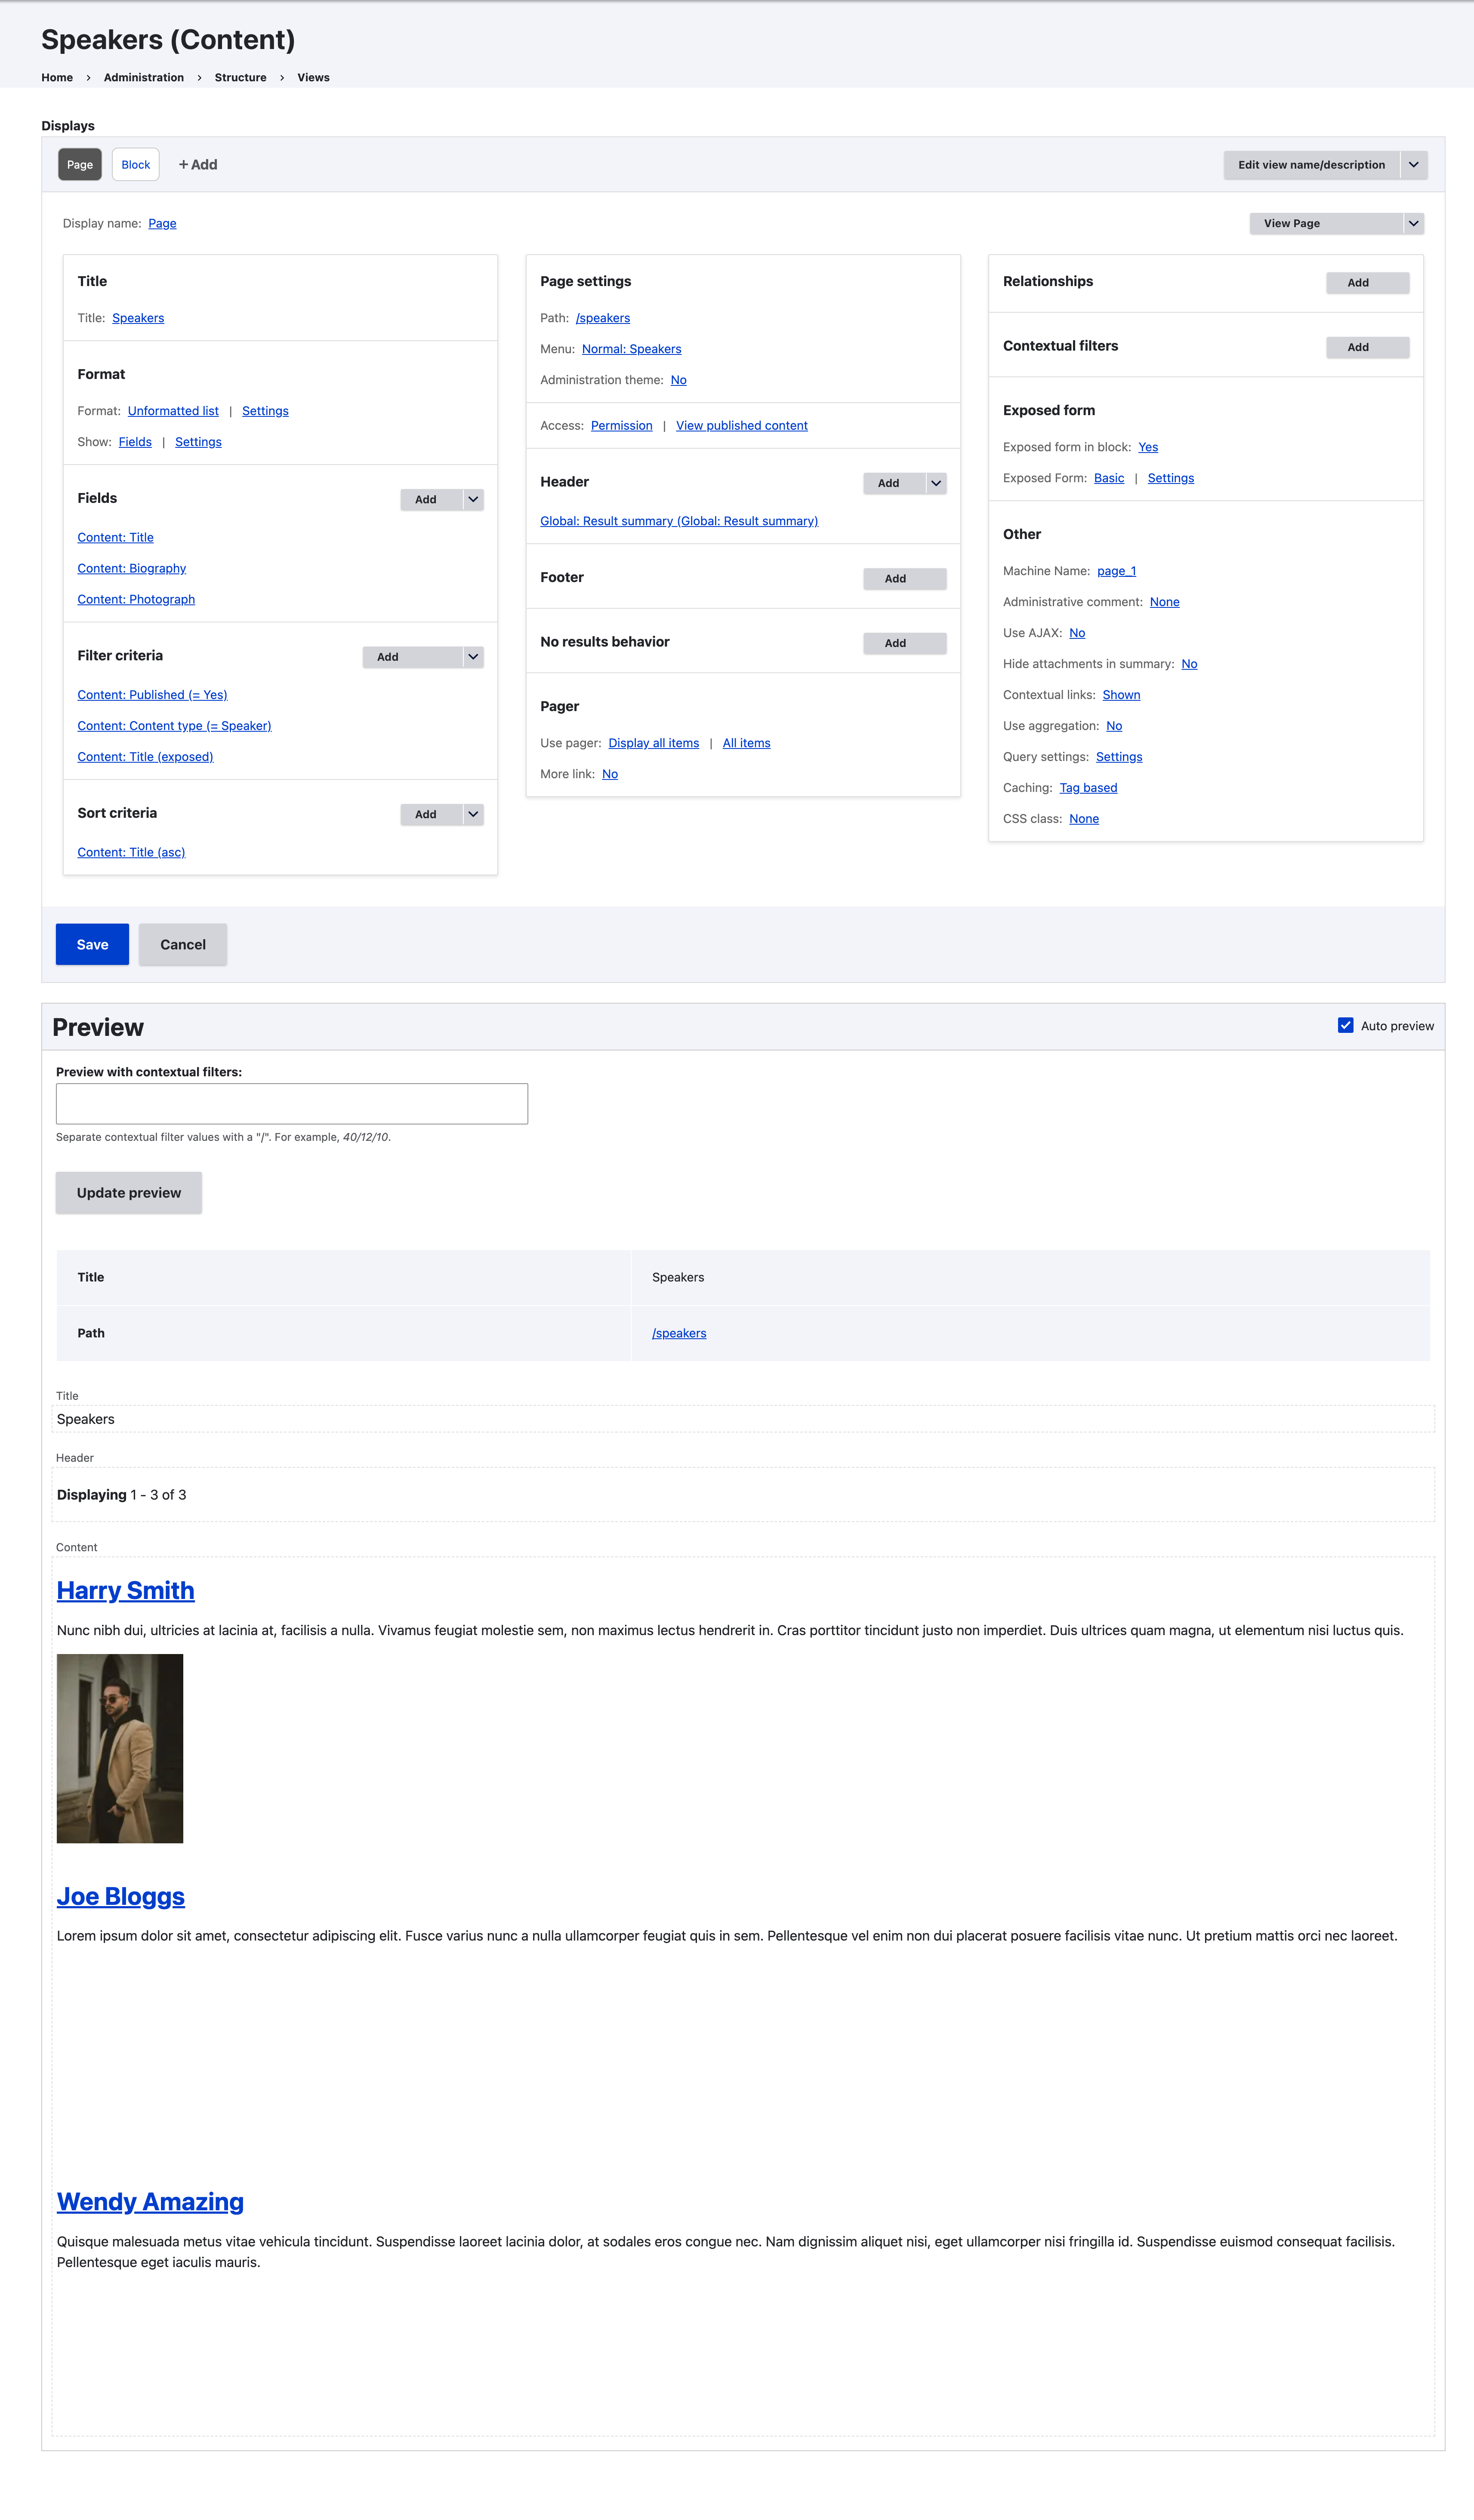 Speakers (Content)
Home › Administration › Structure › Views
Displays
Page Block + Add Edit view name/description
Display name: Page View Page
Title
Title: Speakers
Format
Format: Unformatted list | Settings
Show: Fields | Settings
Fields Add
Content: Title
Content: Biography
Content: Photograph
Filter criteria Add
Content: Published (= Yes)
Content: Content type (= Speaker)
Content: Title (exposed)
Sort criteria Add
Content: Title (asc)
Page settings
Path: /speakers
Menu: Normal: Speakers
Administration theme: No
Access: Permission | View published content
Header Add
Global: Result summary (Global: Result summary)
Footer Add
No results behavior Add
Pager
Use pager: Display all items | All items
More link: No
Relationships Add
Contextual filters Add
Exposed form
Exposed form in block: Yes
Exposed Form: Basic | Settings
Other
Machine Name: page_1
Administrative comment: None
Use AJAX: No
Hide attachments in summary: No
Contextual links: Shown
Use aggregation: No
Query settings: Settings
Caching: Tag based
CSS class: None
Save Cancel
Preview Auto preview
Preview with contextual filters:
Separate contextual filter values with a "/". For example, 40/12/10.
Update preview
Title Speakers
Path /speakers
Title
Speakers
Header
Displaying 1 - 3 of 3
Content
Harry Smith
Nunc nibh dui, ultricies at lacinia at, facilisis a nulla. Vivamus feugiat molestie sem, non maximus lectus hendrerit in. Cras porttitor tincidunt justo non imperdiet. Duis ultrices quam magna, ut elementum nisi luctus quis.
Joe Bloggs
Lorem ipsum dolor sit amet, consectetur adipiscing elit. Fusce varius nunc a nulla ullamcorper feugiat quis in sem. Pellentesque vel enim non dui placerat posuere facilisis vitae nunc. Ut pretium mattis orci nec laoreet.
Wendy Amazing
Quisque malesuada metus vitae vehicula tincidunt. Suspendisse laoreet lacinia dolor, at sodales eros congue nec. Nam dignissim aliquet nisi, eget ullamcorper nisi fringilla id. Suspendisse euismod consequat facilisis.
Pellentesque eget iaculis mauris.